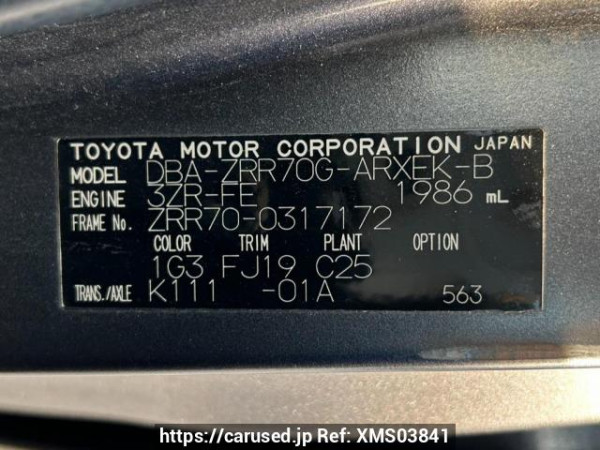 TOYOTA MOTOR CORPORATION JAPAN
MODEL DBA-ZRR70G-ARXEK-B
ENGINE 3ZR-FE 1986 mL
FRAME No. ZRR70-0317172
COLOR TRIM PLANT OPTION
1G3 FJ19 C25
TRANS./AXLE K111 -01A 563
https://carused.jp Ref: XMS03841